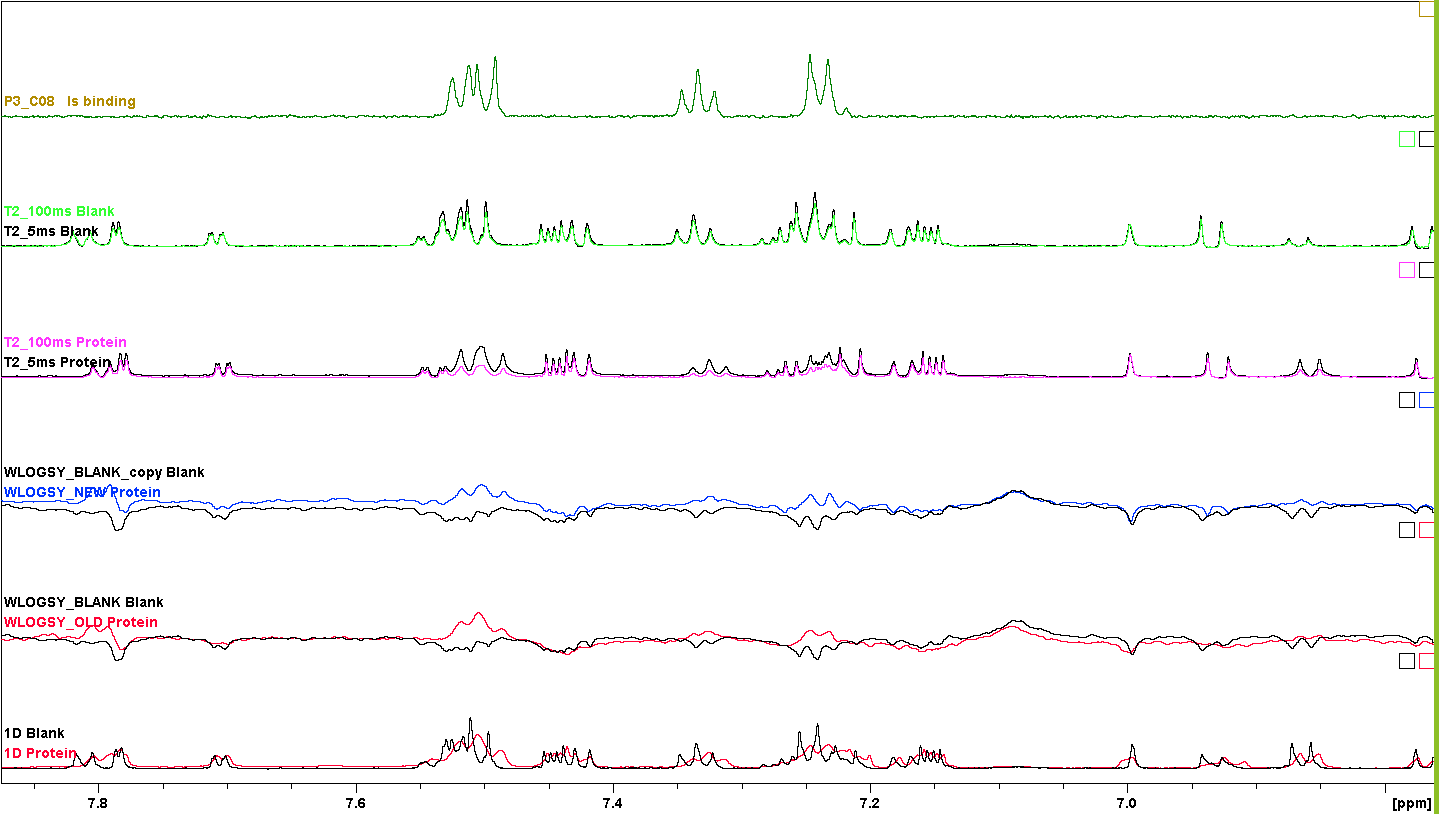 P3_C08 Is binding
T2_100ms Blank
T2_5ms Blank
T2_100ms Protein
T2_5ms Protein
WLOGSY_BLANK_copy Blank
WLOGSY_NEW Protein
WLOGSY_BLANK Blank
WLOGSY_OLD Protein
1D Blank
1D Protein
7.8 7.6 7.4 7.2 7.0 [ppm]